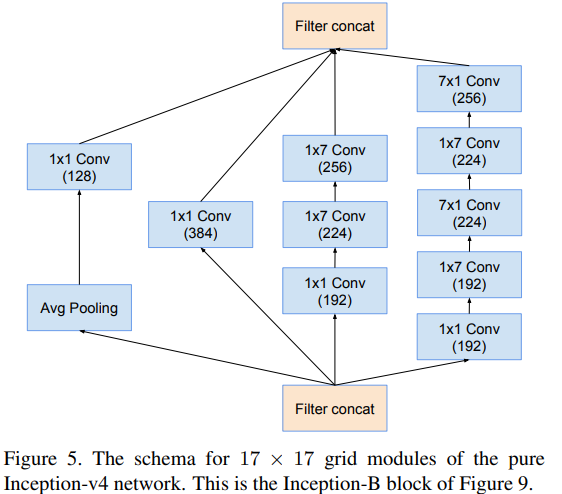 Filter concat
7x1 Conv
(256)
1x7 Conv
(256)
1x7 Conv
(224)
1x1 Conv
(128)
1x1 Conv
(384)
1x7 Conv
(224)
7x1 Conv
(224)
1x1 Conv
(192)
1x7 Conv
(192)
Avg Pooling
1x1 Conv
(192)
Filter concat
Figure 5. The schema for 17 × 17 grid modules of the pure
Inception-v4 network. This is the Inception-B block of Figure 9.